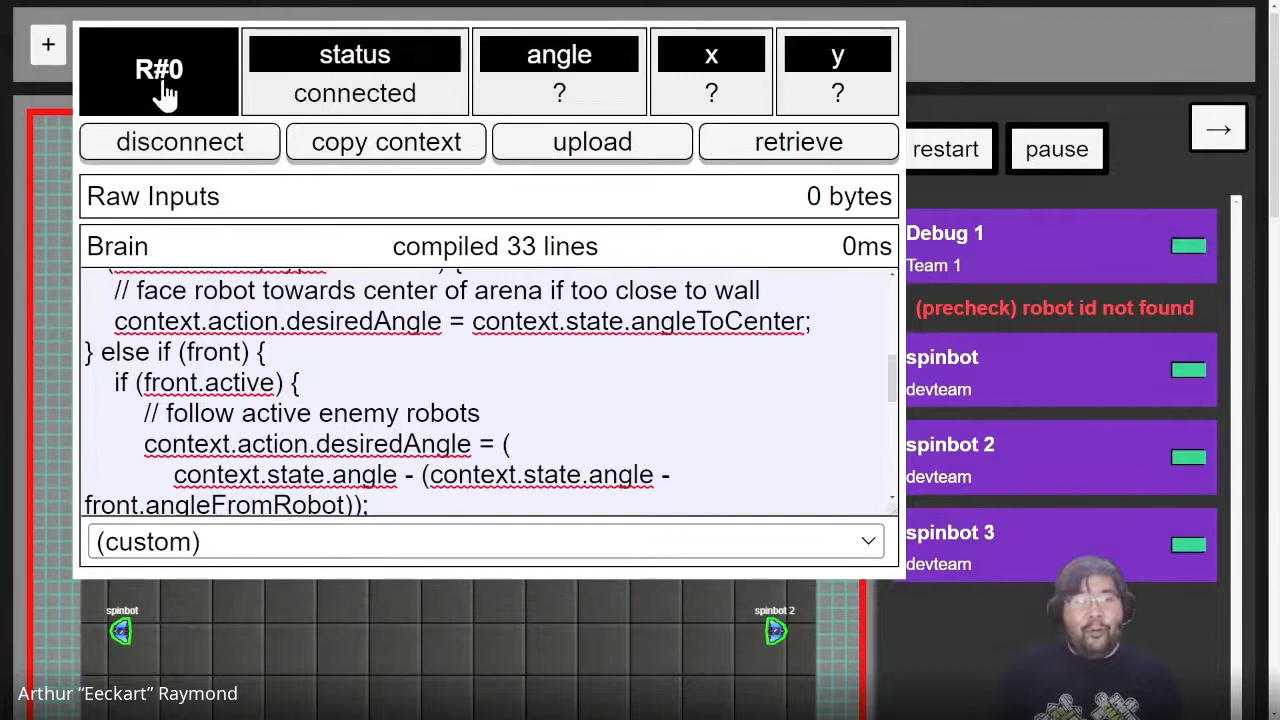 +
R#0
status
angle
x
y
connected
?
?
?
disconnect
copy context
upload
retrieve
Raw Inputs
0 bytes
Brain
compiled 33 lines
0ms
// face robot towards center of arena if too close to wall
context.action.desiredAngle = context.state.angleToCenter;
} else if (front) {
if (front.active) {
// follow active enemy robots
context.action.desiredAngle = (
context.state.angle - (context.state.angle -
front.angleFromRobot));
(custom)
restart
pause
→
Debug 1
Team 1
(precheck) robot id not found
spinbot
devteam
spinbot 2
devteam
spinbot 3
devteam
spinbot
spinbot 2
Arthur “Eeckart” Raymond